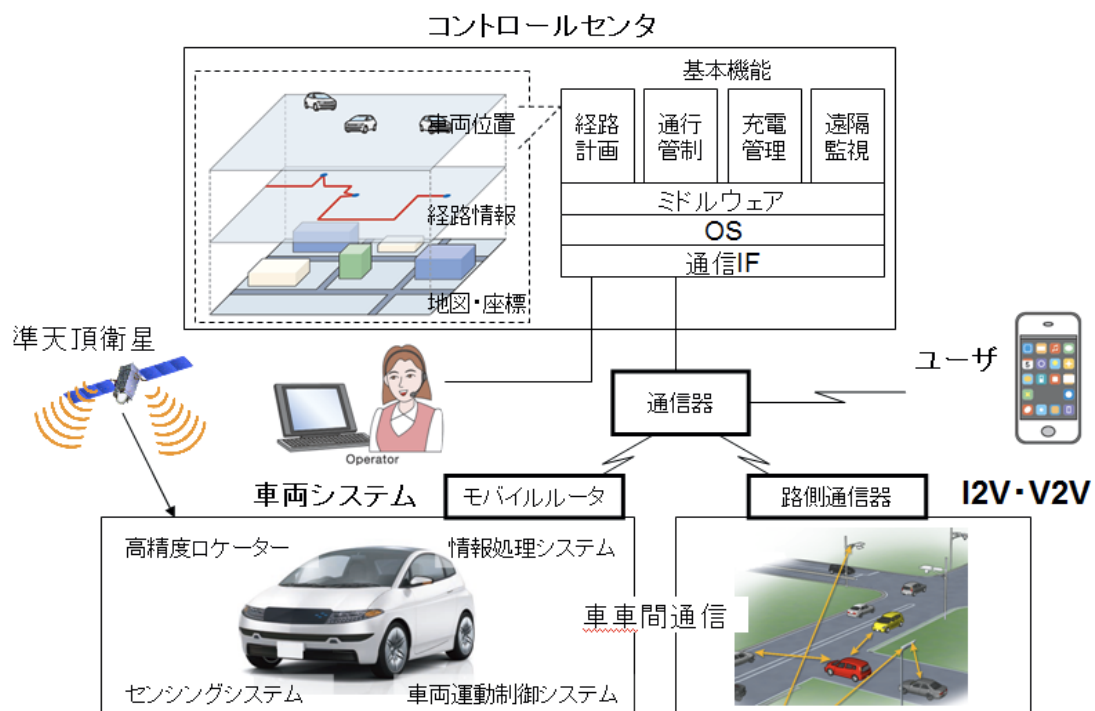 コントロールセンタ
基本機能
車両位置
経路
計画
通行
管制
充電
管理
遠隔
監視
経路情報
ミドルウェア
OS
通信IF
地図・座標
準天頂衛星
ユーザ
通信器
Operator
車両システム
モバイルルータ
路側通信器
I2V・V2V
高精度ロケーター
情報処理システム
車車間通信
センシングシステム
車両運動制御システム